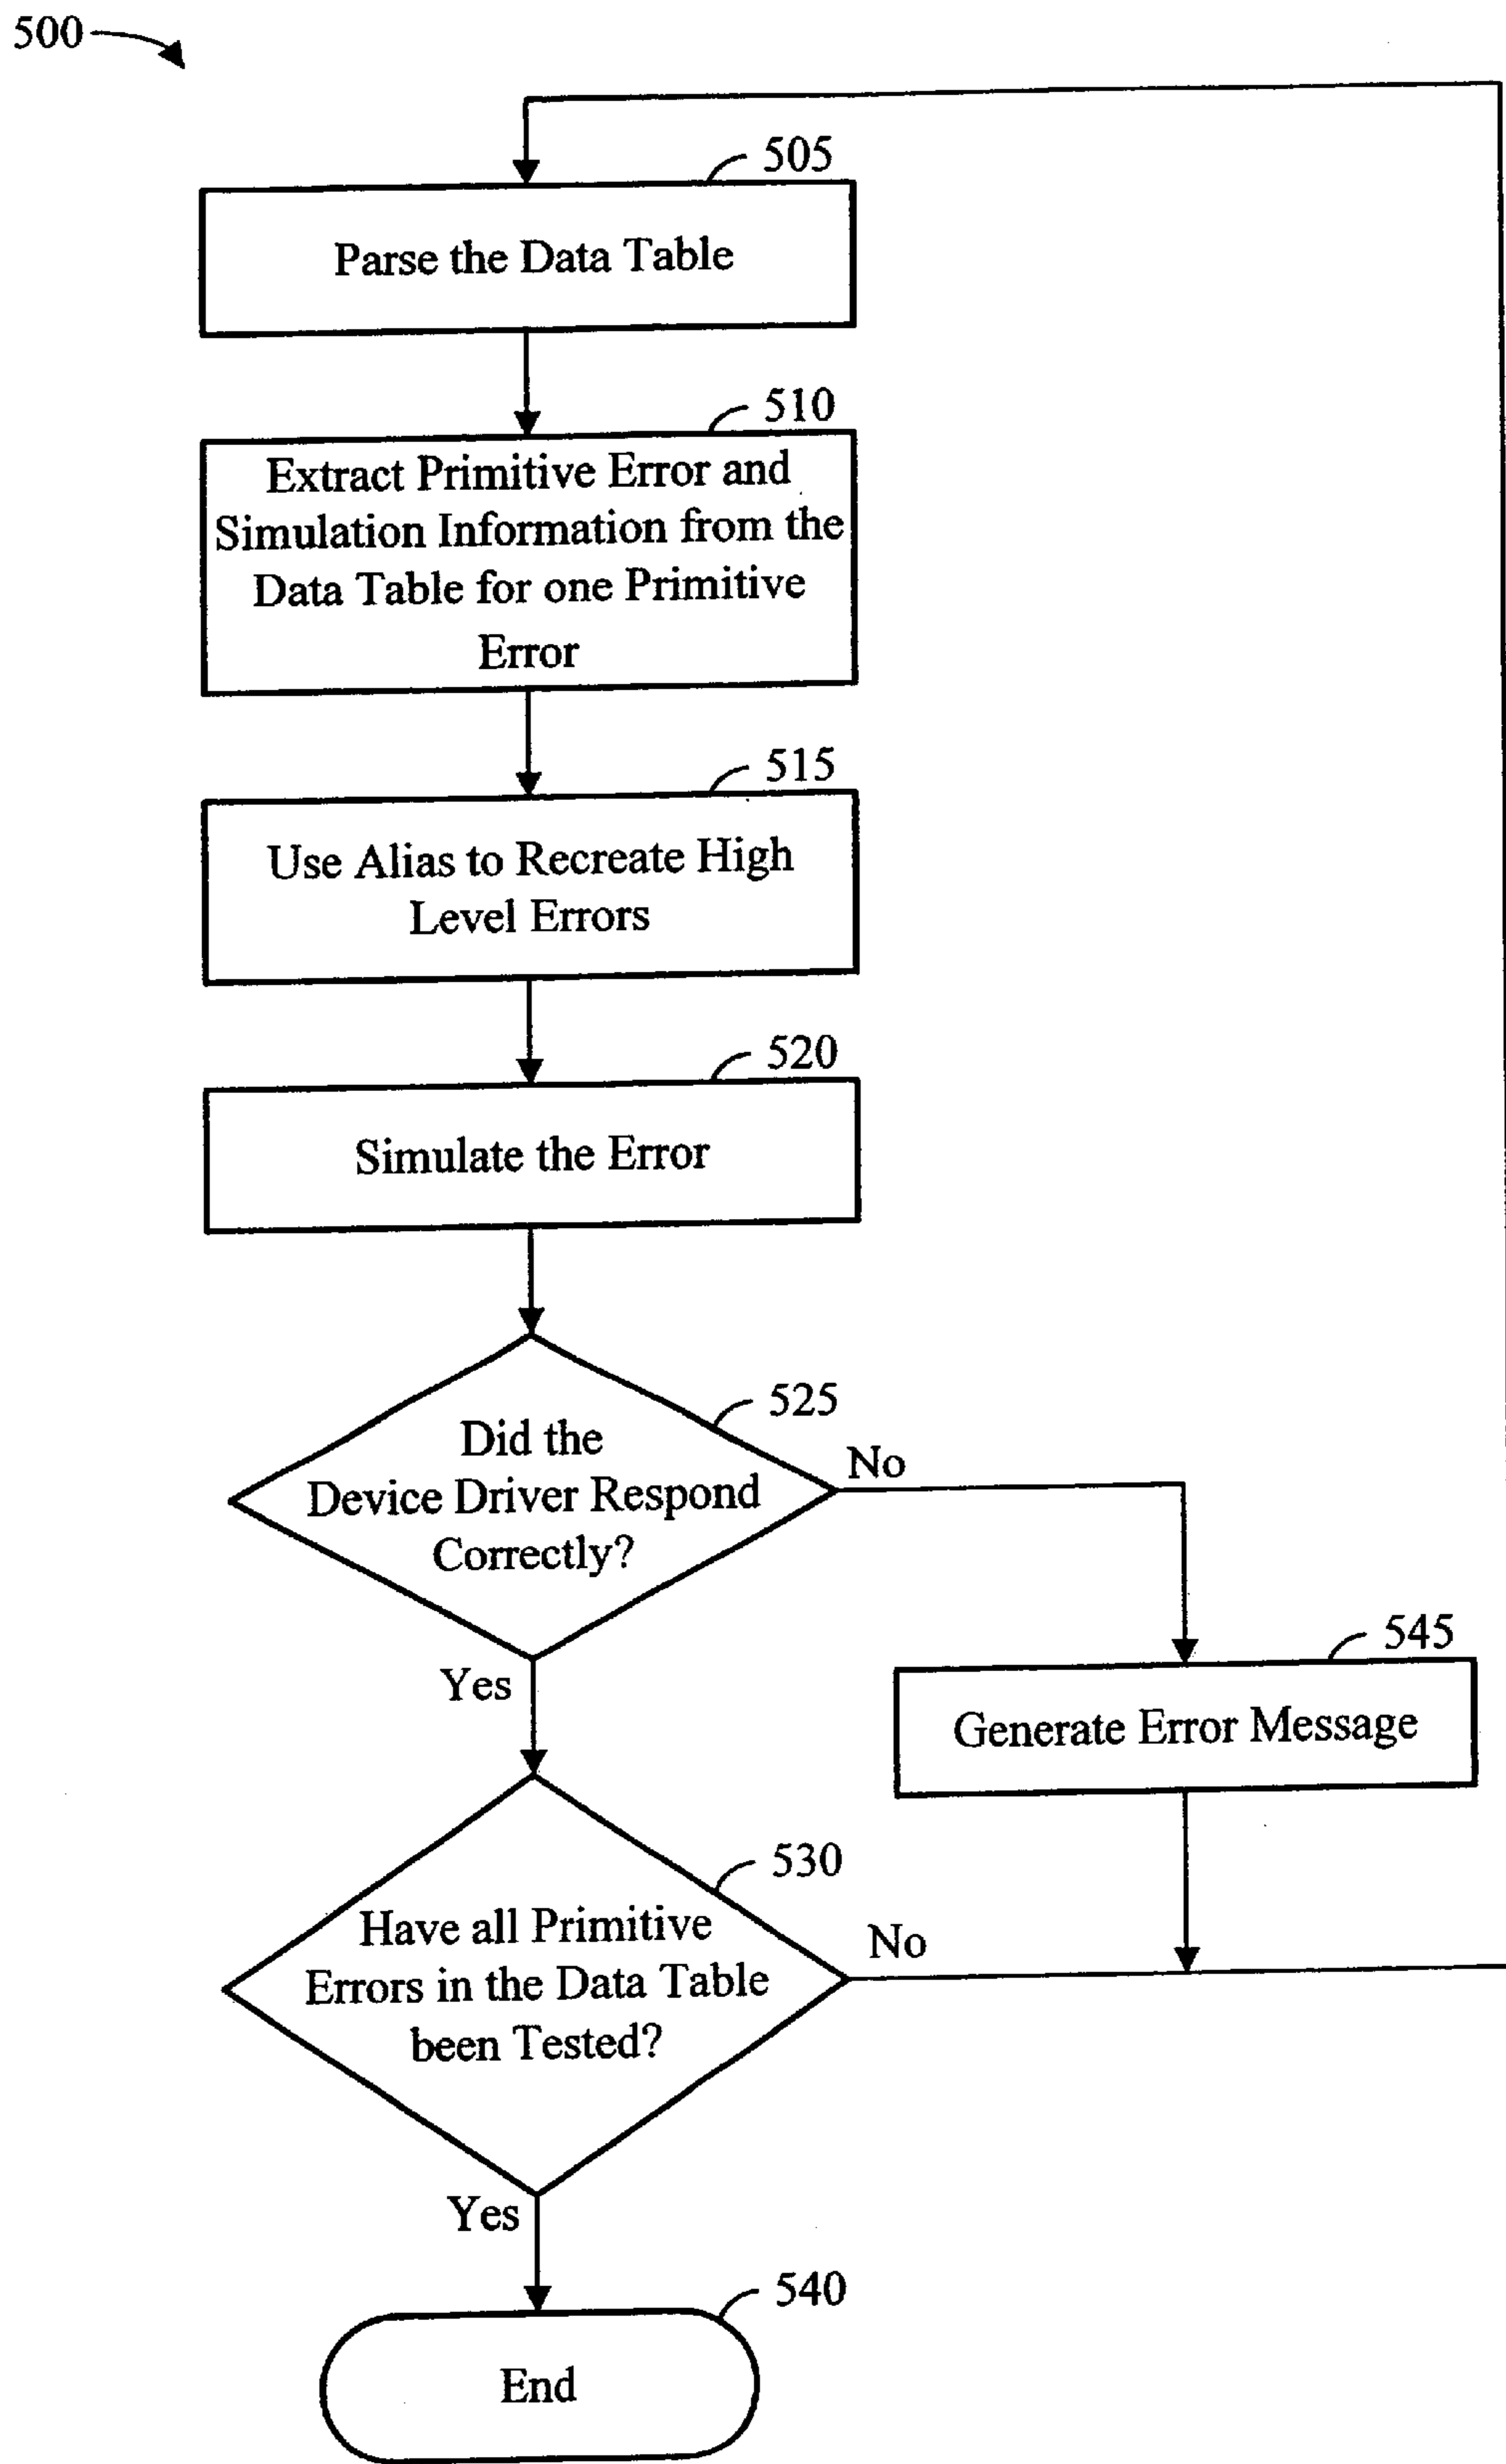 500
505
Parse the Data Table
510
Extract Primitive Error and
Simulation Information from the
Data Table for one Primitive
Error
515
Use Alias to Recreate High
Level Errors
520
Simulate the Error
525
Did the
Device Driver Respond
Correctly?
No
Yes
545
Generate Error Message
530
Have all Primitive
Errors in the Data Table
been Tested?
No
Yes
540
End